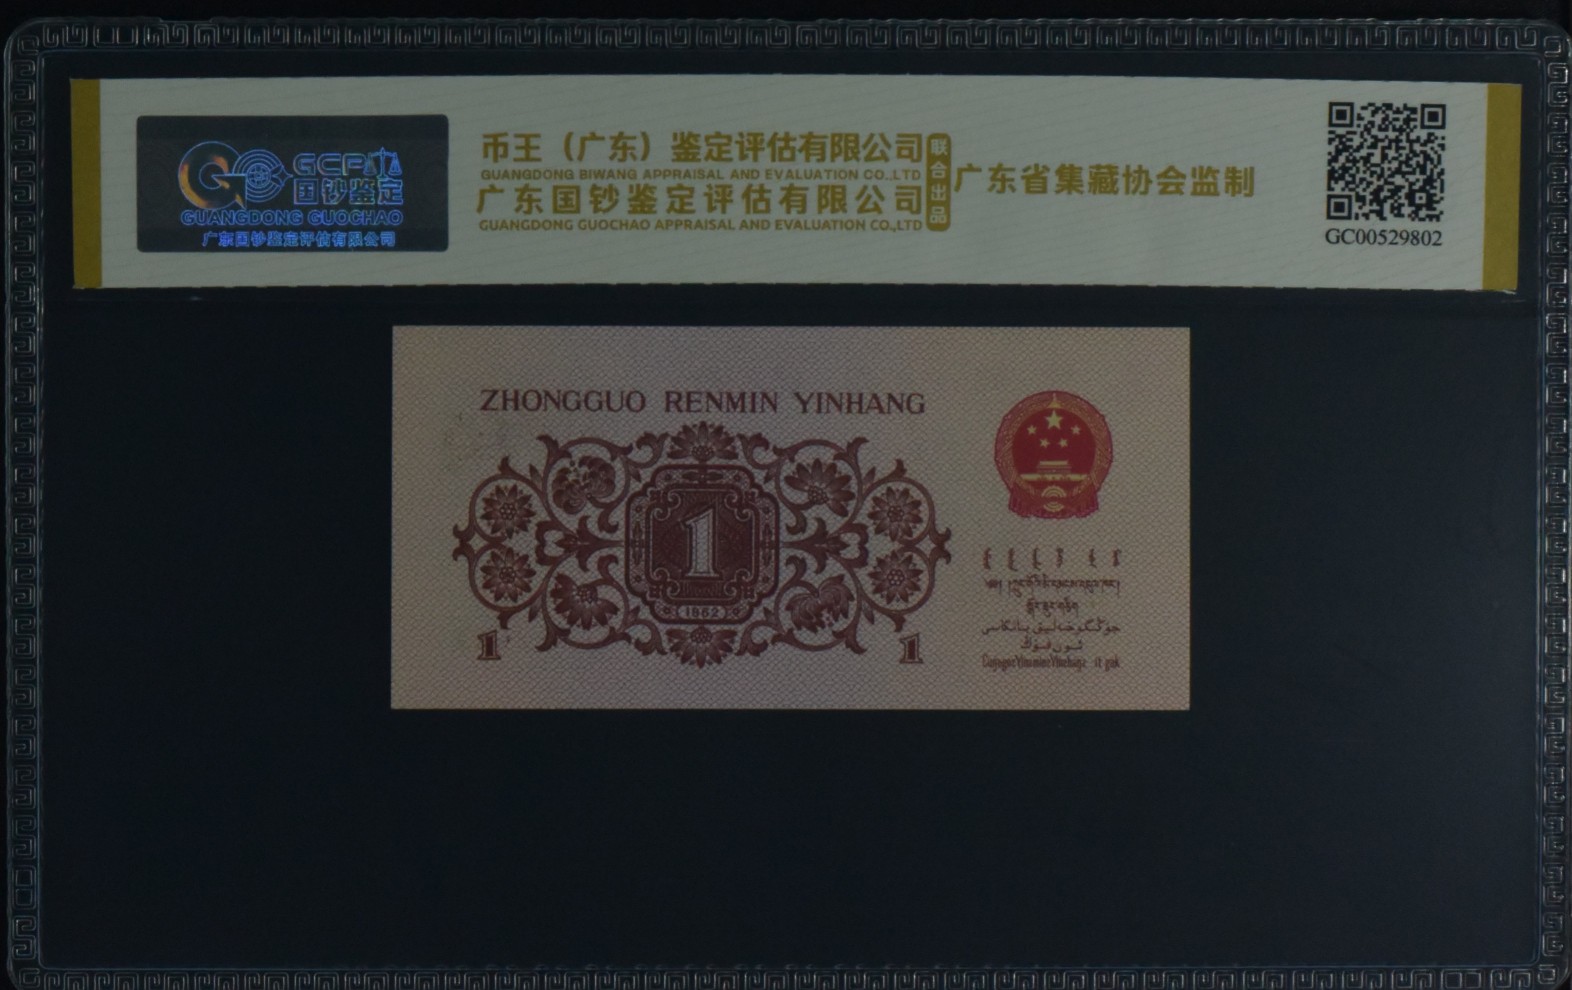 GCP
国钞鉴定
GUANGDONG GUOCHAO
广东国钞鉴定评估有限公司
币王（广东）鉴定评估有限公司
GUANGDONG BIWANG APPRAISAL AND EVALUATION CO.,LTD
广东国钞鉴定评估有限公司
GUANGDONG GUOCHAO APPRAISAL AND EVALUATION CO.,LTD
联合出品
广东省集藏协会监制
GC00529802
ZHONGGUO RENMIN YINHANG
1
(1962)
1
1